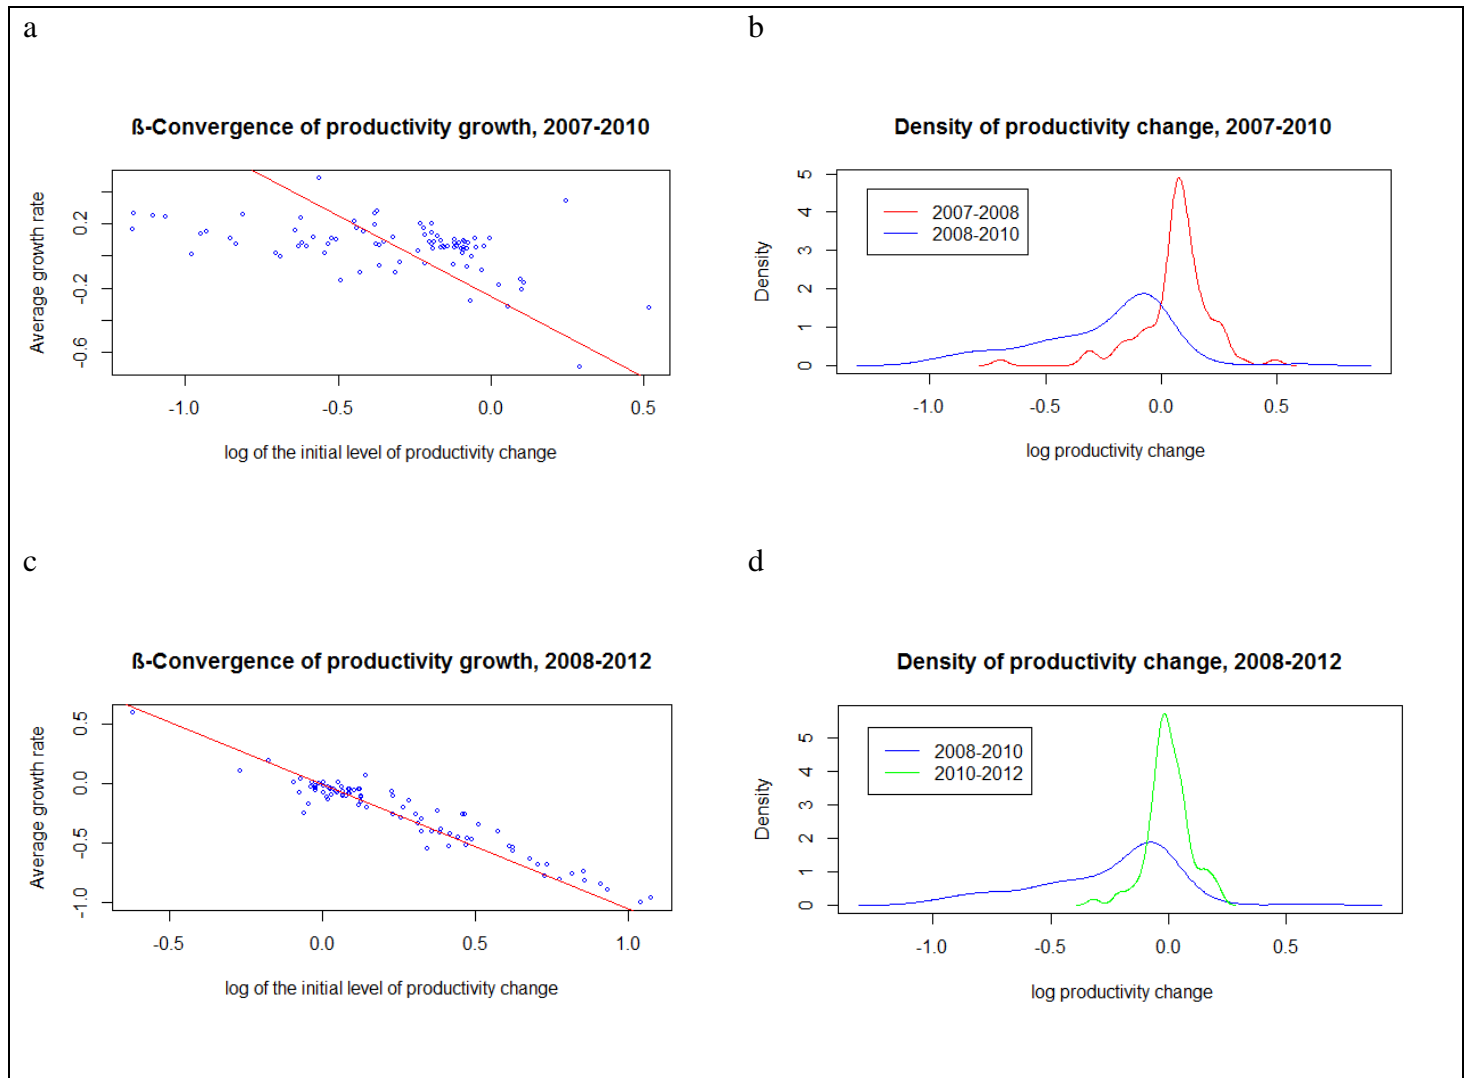 a
ß-Convergence of productivity growth, 2007-2010
Average growth rate
0.2
-0.2
-0.6
-1.0 -0.5 0.0 0.5
log of the initial level of productivity change
b
Density of productivity change, 2007-2010
2007-2008
2008-2010
Density
5
4
3
2
1
0
-1.0 -0.5 0.0 0.5
log productivity change
c
ß-Convergence of productivity growth, 2008-2012
Average growth rate
0.5
0.0
-0.5
-1.0
-0.5 0.0 0.5 1.0
log of the initial level of productivity change
d
Density of productivity change, 2008-2012
2008-2010
2010-2012
Density
5
4
3
2
1
0
-1.0 -0.5 0.0 0.5
log productivity change